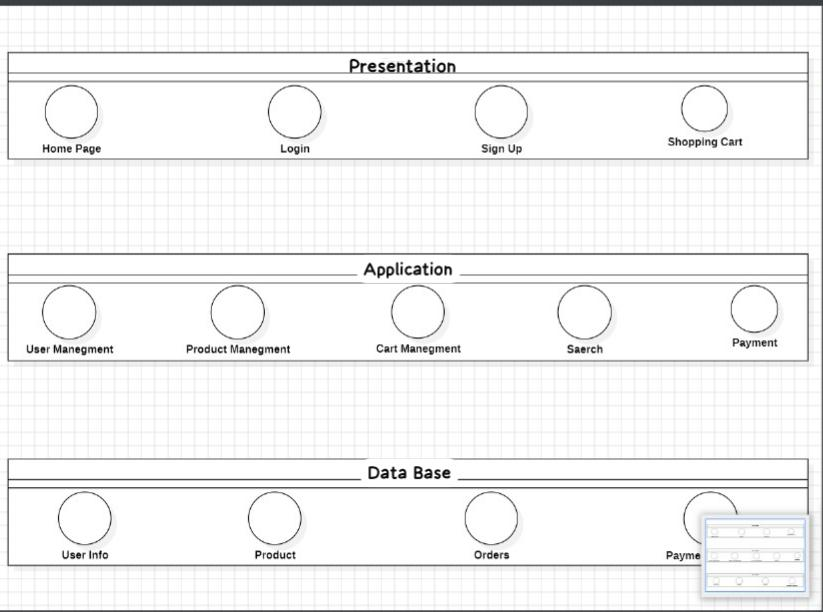 Presentation
Home Page
Login
Sign Up
Shopping Cart
Application
User Manegment
Product Manegment
Cart Manegment
Saerch
Payment
Data Base
User Info
Product
Orders